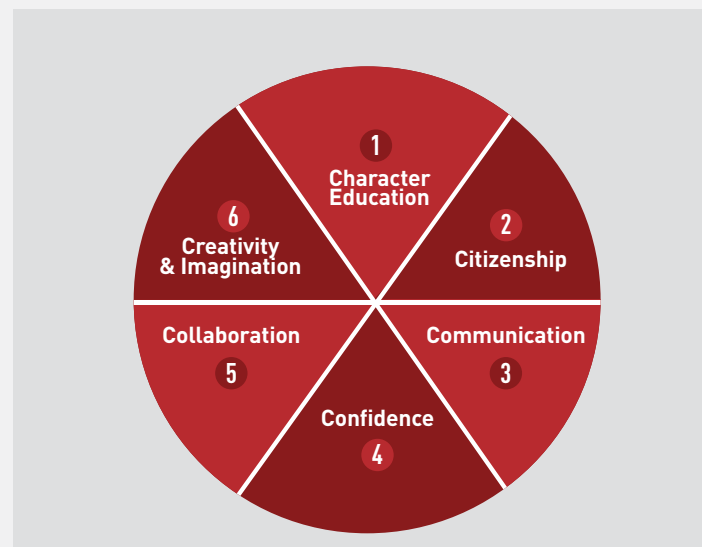 1
Character
Education
2
Citizenship
Communication
3
Confidence
4
Collaboration
5
6
Creativity
& Imagination